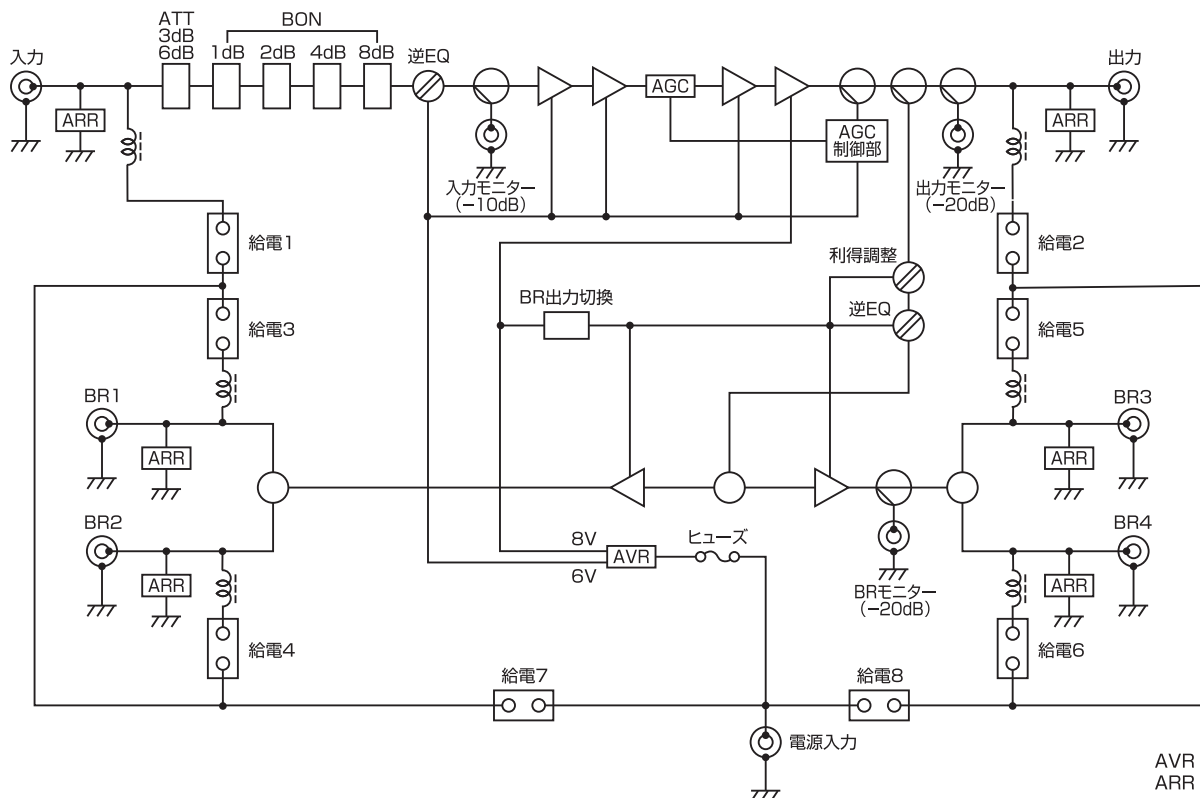 ATT
3dB
6dB
BON
1dB
2dB
4dB
8dB
入力
逆EQ
出力
ARR
AGC
ARR
AGC
制御部
入力モニター
(−10dB)
出力モニター
(−20dB)
給電1
給電2
利得調整
BR出力切換
逆EQ
給電3
給電5
BR1
BR3
ARR
ARR
BR2
BR4
8V
AVR
ヒューズ
6V
ARR
ARR
BRモニター
(−20dB)
給電4
給電6
給電7
給電8
電源入力
AVR
ARR